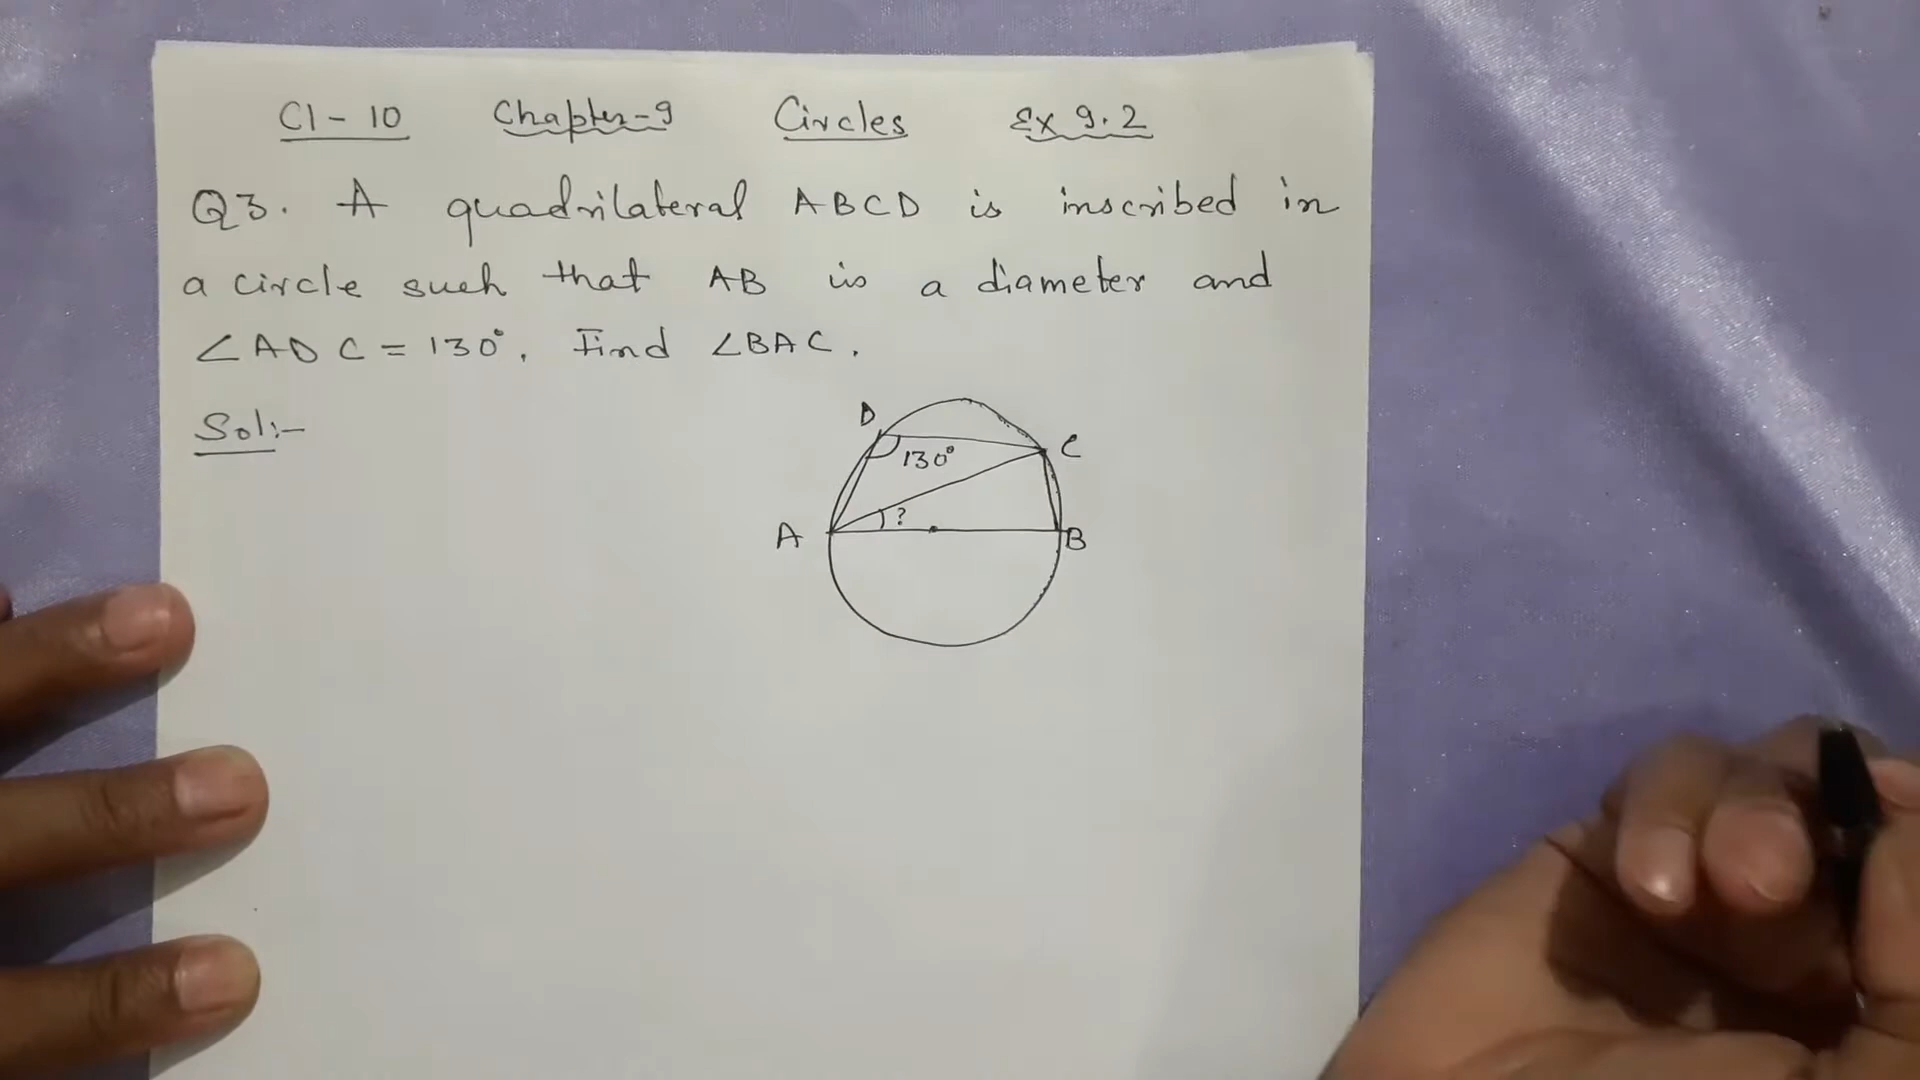 Cl - 10 Chapter-9 Circles Ex 9.2
Q3. A quadrilateral ABCD is inscribed in
a circle such that AB is a diameter and
∠ADC = 130°. Find ∠BAC.
Sol:-
D
C
130°
?
A
B